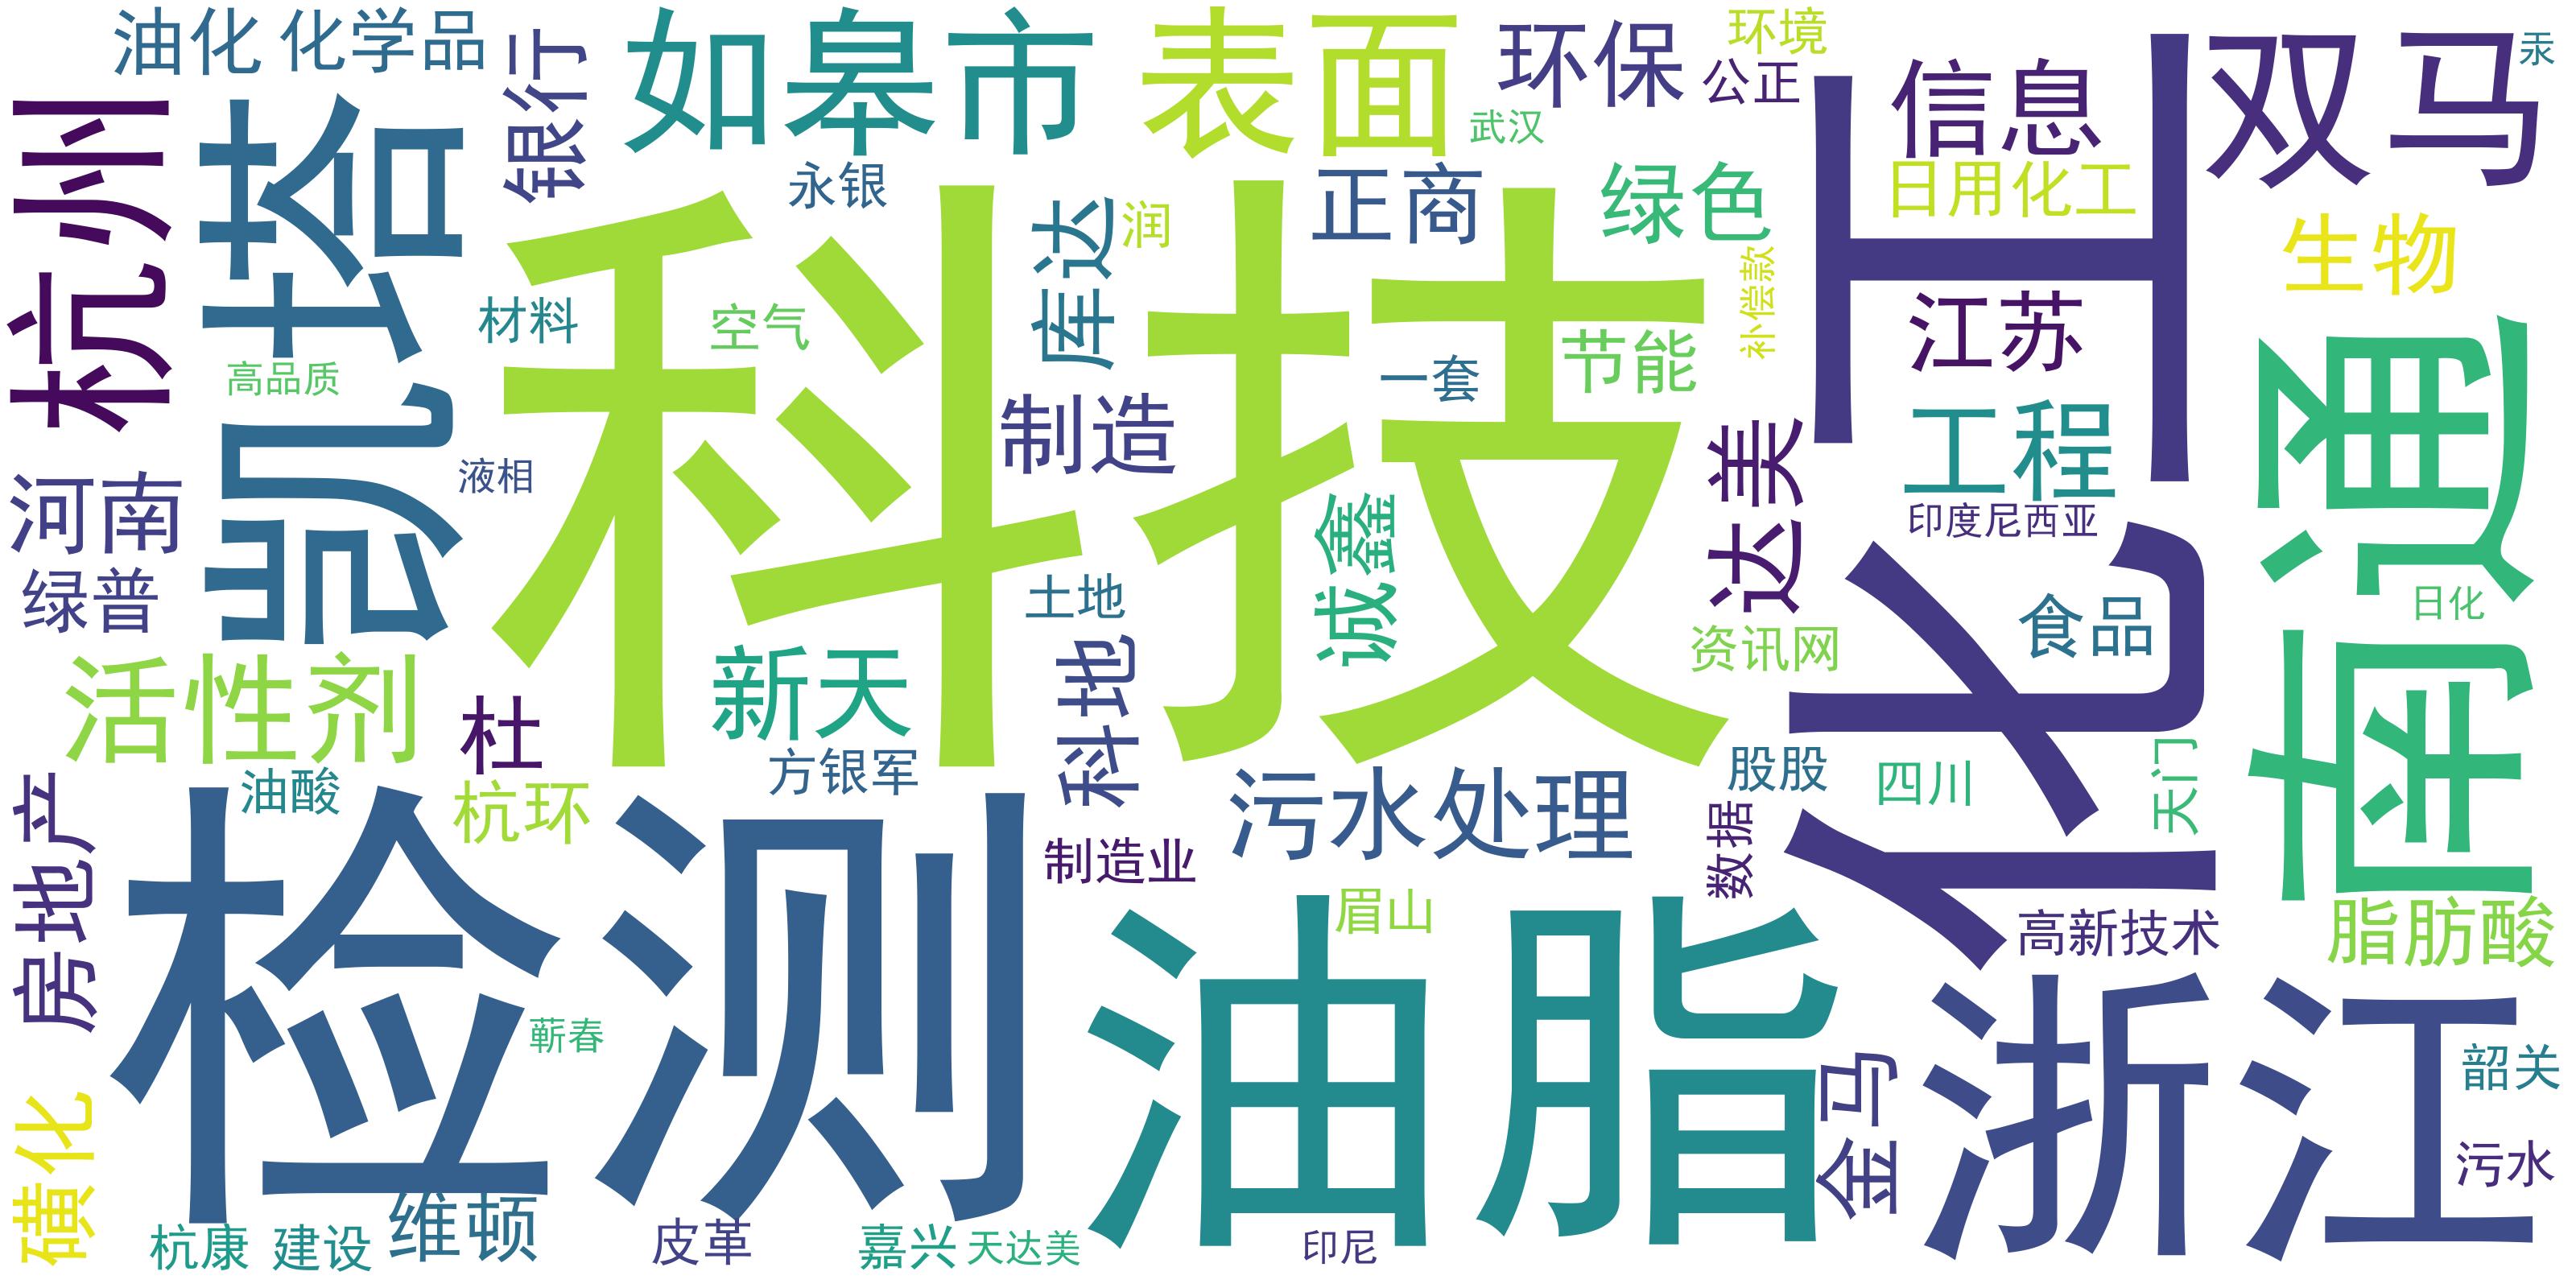 油化
化学品
银行
如皋市
表面
环保
环境
公正
信息
双马
汞
杭州
凯塔
永银
库达
润
正商
武汉
绿色
日用化工
生物
科技
化工
材料
空气
高品质
制造
一套
节能
补偿款
江苏
南通
河南
绿普
液相
诚鑫
达美
工程
印度尼西亚
土地
食品
日化
资讯网
活性剂
杜
新天
科地
油酸
杭环
方银军
污水处理
股股
四川
天门
房地产
检测
制造业
数据
眉山
高新技术
脂肪酸
油脂
浙江
蕲春
金马
韶关
污水
磺化
杭康
建设
维顿
皮革
嘉兴
天达美
印尼